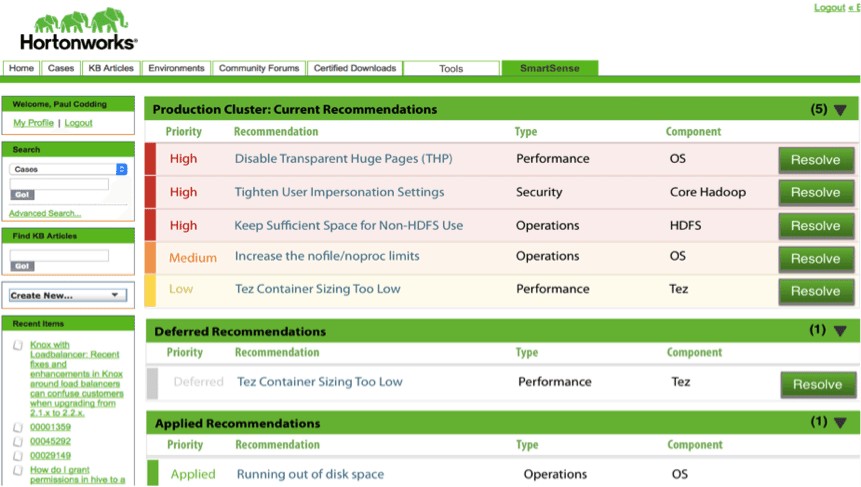 Logout «
Hortonworks
Home Cases KB Articles Environments Community Forums Certified Downloads Tools SmartSense
Welcome, Paul Codding
My Profile | Logout
Search
Cases
Go!
Advanced Search...
Find KB Articles
Go!
Create New...
Recent Items
Knox with
Loadbalancer: Recent
fixes and
enhancements in Knox
around load balancers
can confuse customers
when upgrading from
2.1.x to 2.2.x.
00001359
00045292
00029149
How do I grant
permissions in hive to a
Production Cluster: Current Recommendations (5)
Priority Recommendation Type Component
High Disable Transparent Huge Pages (THP) Performance OS Resolve
High Tighten User Impersonation Settings Security Core Hadoop Resolve
High Keep Sufficient Space for Non-HDFS Use Operations HDFS Resolve
Medium Increase the nofile/noproc limits Operations OS Resolve
Low Tez Container Sizing Too Low Performance Tez Resolve
Deferred Recommendations (1)
Priority Recommendation Type Component
Deferred Tez Container Sizing Too Low Performance Tez Resolve
Applied Recommendations (1)
Priority Recommendation Type Component
Applied Running out of disk space Operations OS